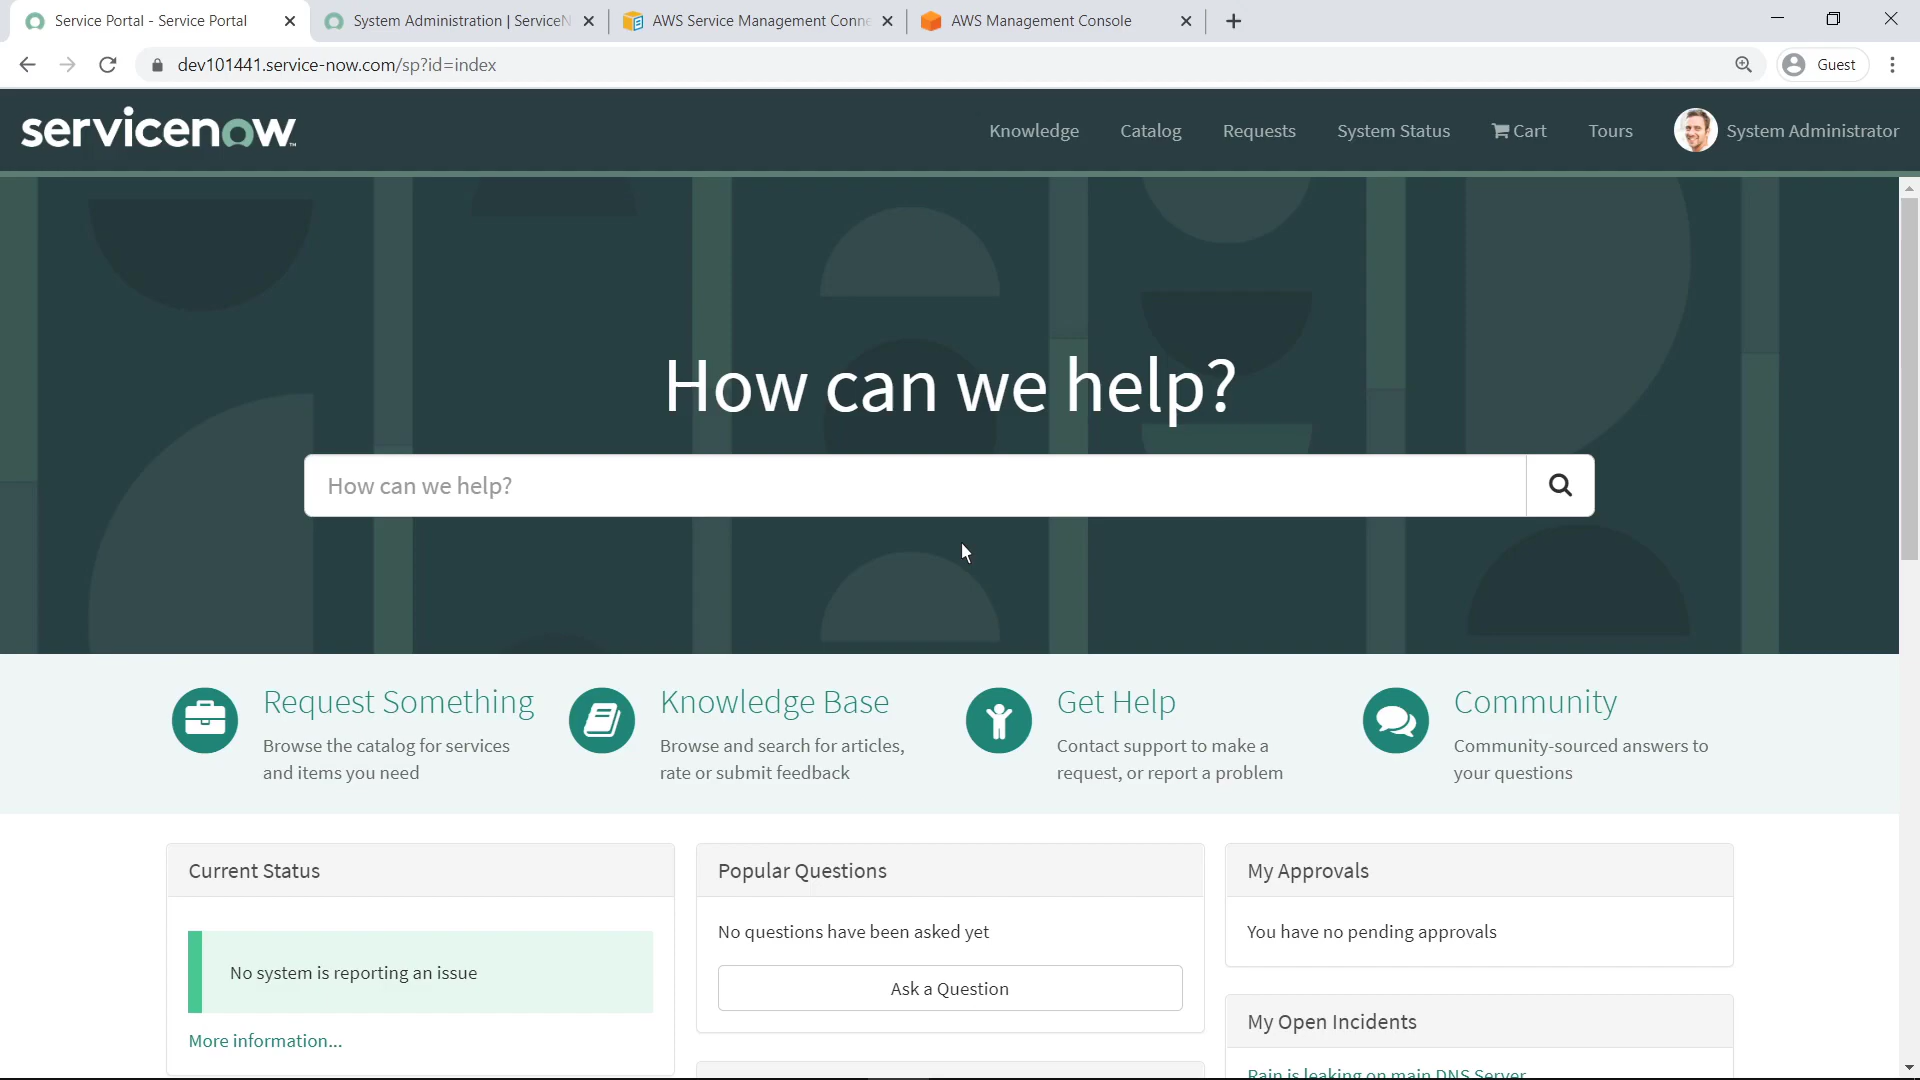 Service Portal - Service Portal
System Administration | ServiceN
AWS Service Management Conne
AWS Management Console
dev101441.service-now.com/sp?id=index
Guest
servicenow
Knowledge
Catalog
Requests
System Status
Cart
Tours
System Administrator
How can we help?
How can we help?
Request Something
Browse the catalog for services
and items you need
Knowledge Base
Browse and search for articles,
rate or submit feedback
Get Help
Contact support to make a
request, or report a problem
Community
Community-sourced answers to
your questions
Current Status
No system is reporting an issue
More information...
Popular Questions
No questions have been asked yet
Ask a Question
My Approvals
You have no pending approvals
My Open Incidents
Rain is leaking on main DNS Server